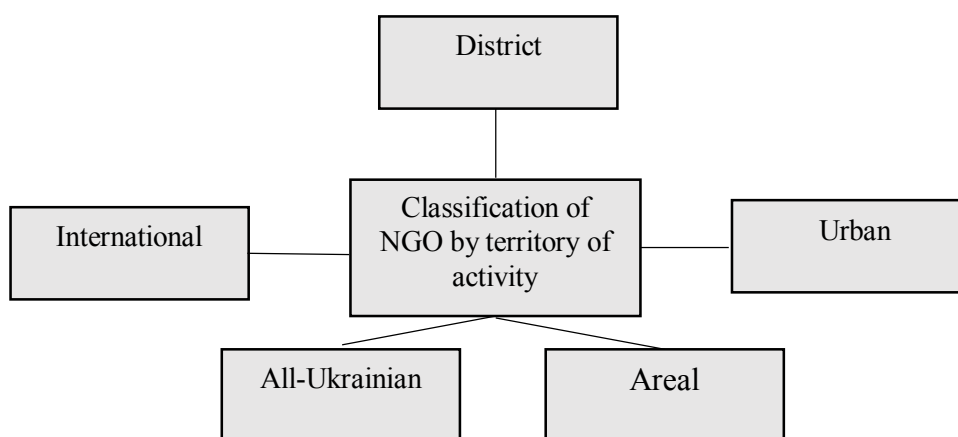 District
Classification of
NGO by territory of
activity
International
Urban
All-Ukrainian
Areal